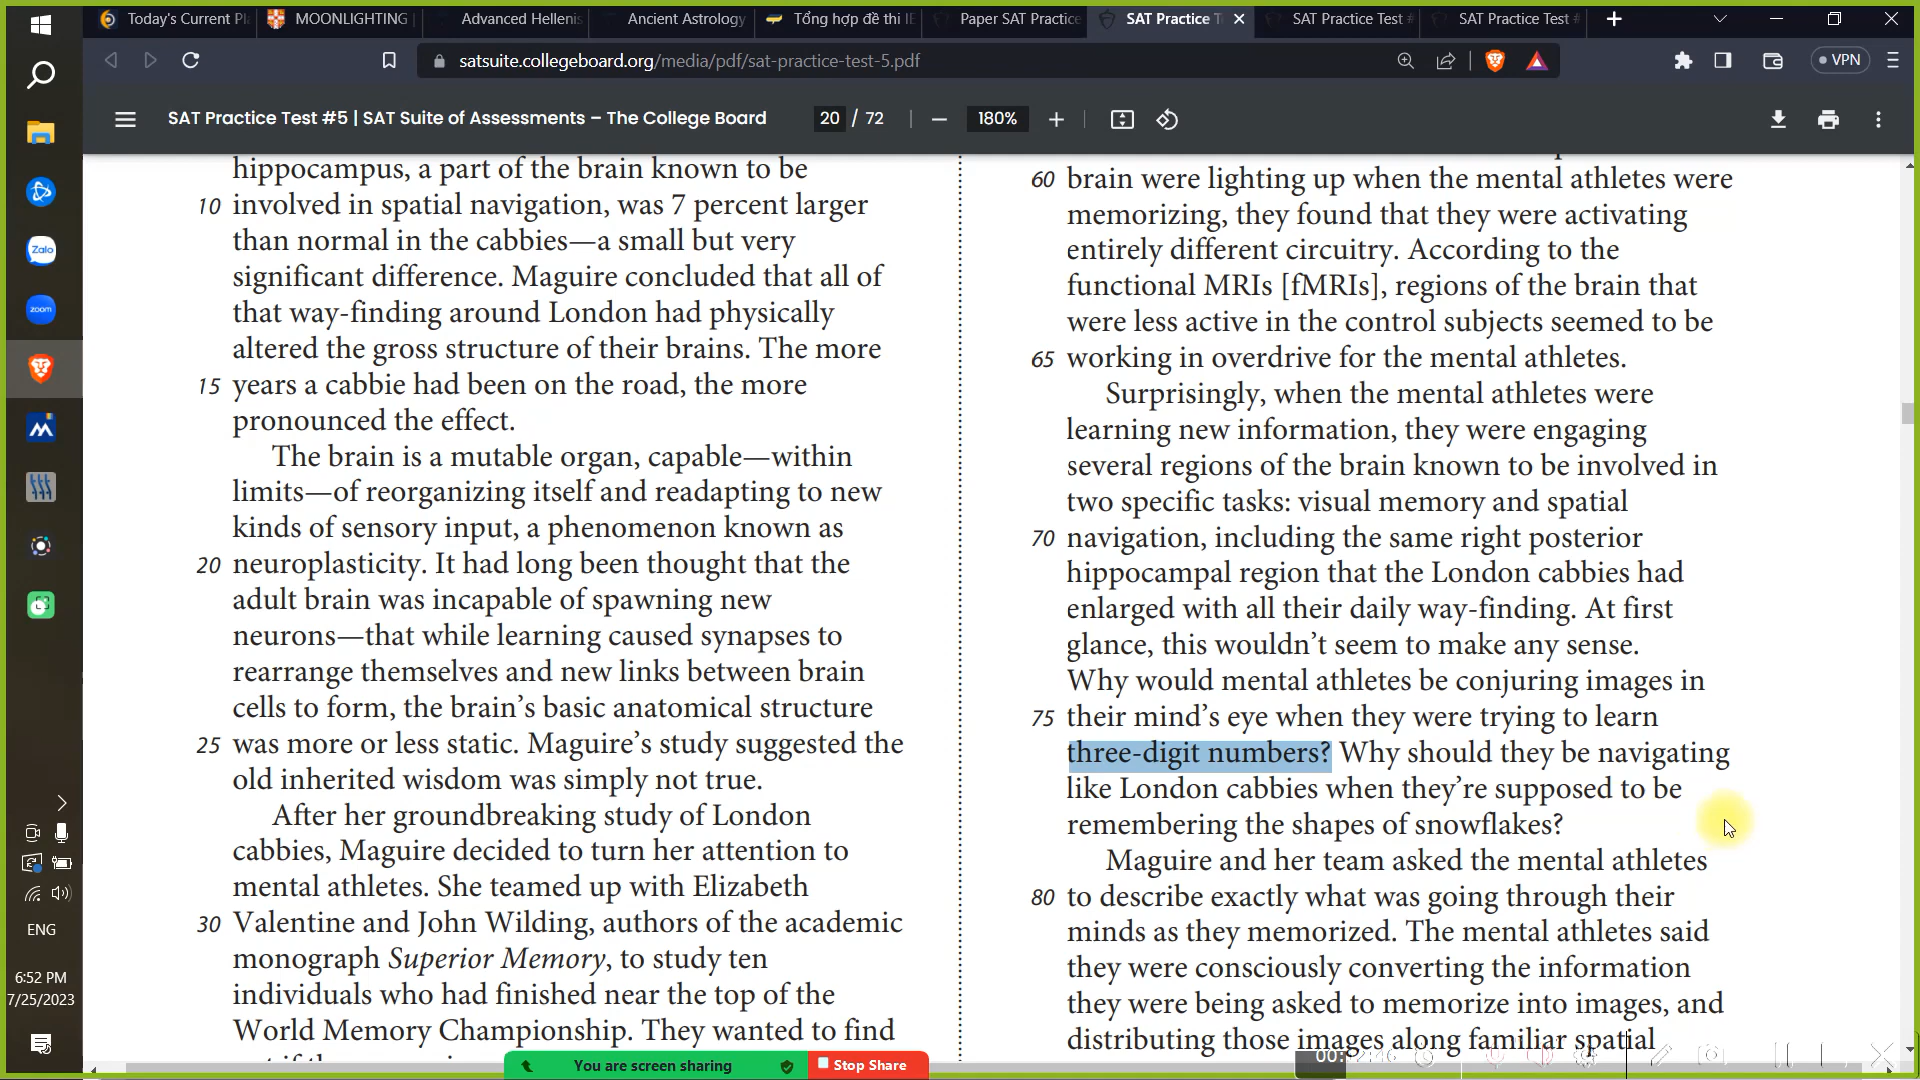 Today's Current Pl
MOONLIGHTING
Advanced Hellenis
Ancient Astrology
Tổng hợp đề thi IE
Paper SAT Practice
SAT Practice T
SAT Practice Test #
SAT Practice Test #
satsuite.collegeboard.org/media/pdf/sat-practice-test-5.pdf
VPN
SAT Practice Test #5 | SAT Suite of Assessments – The College Board
20 / 72
180%
hippocampus, a part of the brain known to be
10 involved in spatial navigation, was 7 percent larger
than normal in the cabbies—a small but very
significant difference. Maguire concluded that all of
that way-finding around London had physically
altered the gross structure of their brains. The more
15 years a cabbie had been on the road, the more
pronounced the effect.
The brain is a mutable organ, capable—within
limits—of reorganizing itself and readapting to new
kinds of sensory input, a phenomenon known as
20 neuroplasticity. It had long been thought that the
adult brain was incapable of spawning new
neurons—that while learning caused synapses to
rearrange themselves and new links between brain
cells to form, the brain's basic anatomical structure
25 was more or less static. Maguire's study suggested the
old inherited wisdom was simply not true.
After her groundbreaking study of London
cabbies, Maguire decided to turn her attention to
mental athletes. She teamed up with Elizabeth
30 Valentine and John Wilding, authors of the academic
monograph Superior Memory, to study ten
individuals who had finished near the top of the
World Memory Championship. They wanted to find
60 brain were lighting up when the mental athletes were
memorizing, they found that they were activating
entirely different circuitry. According to the
functional MRIs [fMRIs], regions of the brain that
were less active in the control subjects seemed to be
65 working in overdrive for the mental athletes.
Surprisingly, when the mental athletes were
learning new information, they were engaging
several regions of the brain known to be involved in
two specific tasks: visual memory and spatial
70 navigation, including the same right posterior
hippocampal region that the London cabbies had
enlarged with all their daily way-finding. At first
glance, this wouldn't seem to make any sense.
Why would mental athletes be conjuring images in
75 their mind's eye when they were trying to learn
three-digit numbers? Why should they be navigating
like London cabbies when they're supposed to be
remembering the shapes of snowflakes?
Maguire and her team asked the mental athletes
80 to describe exactly what was going through their
minds as they memorized. The mental athletes said
they were consciously converting the information
they were being asked to memorize into images, and
distributing those images along familiar spatial
Zalo
zoom
ENG
6:52 PM
7/25/2023
You are screen sharing
Stop Share